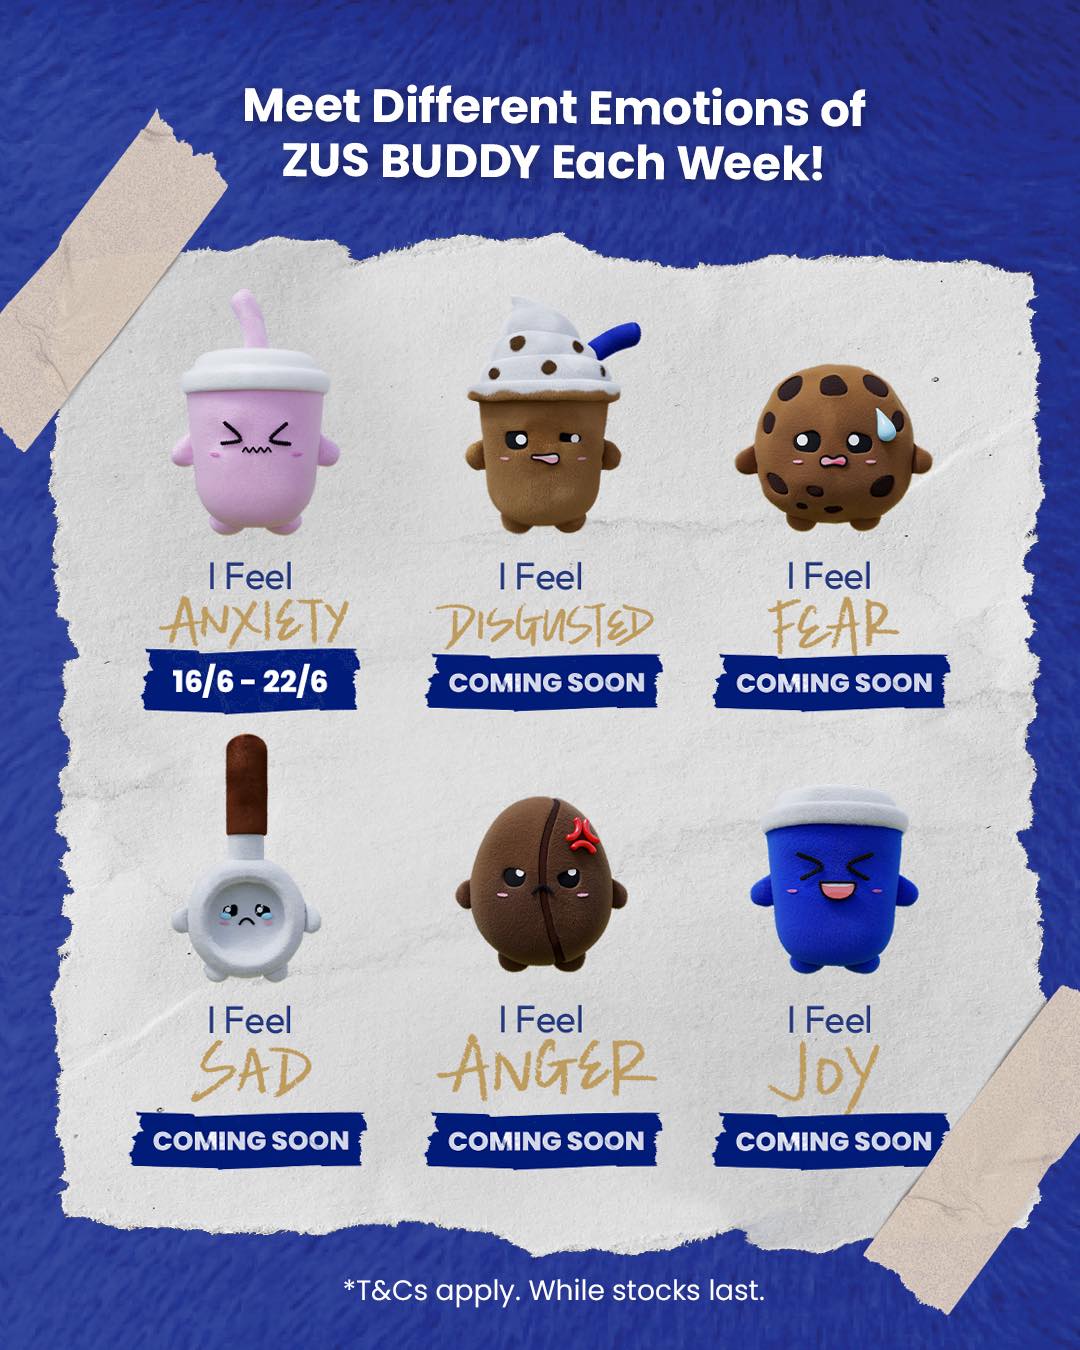 Meet Different Emotions of
ZUS BUDDY Each Week!
I Feel
ANXIETY
16/6 - 22/6
I Feel
DISGUSTED
COMING SOON
I Feel
FEAR
COMING SOON
I Feel
SAD
COMING SOON
I Feel
ANGER
COMING SOON
I Feel
JOY
COMING SOON
*T&Cs apply. While stocks last.